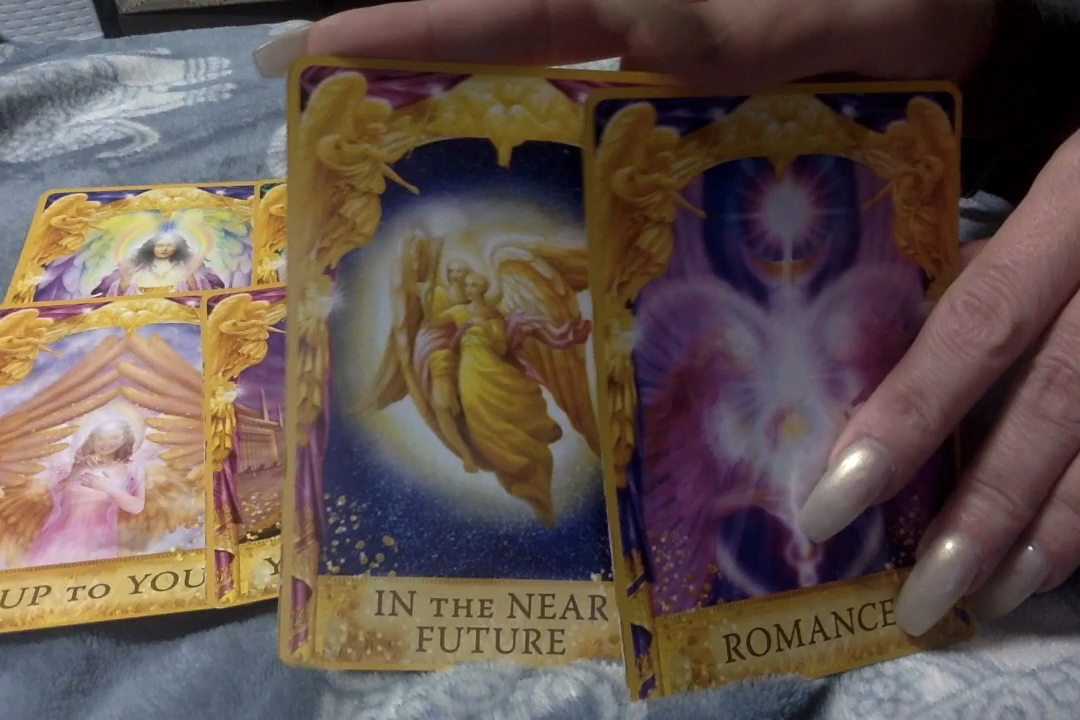 UP TO YOU
Y
IN THE NEAR
FUTURE
ROMANCE